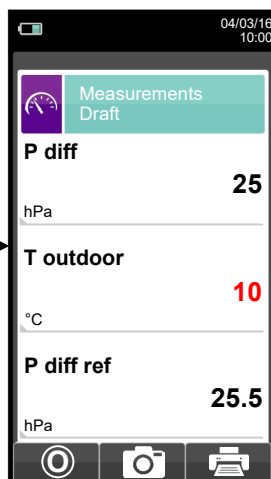 04/03/16
10:00
Measurements
Draft
P diff
25
hPa
T outdoor
10
°C
P diff ref
25.5
hPa